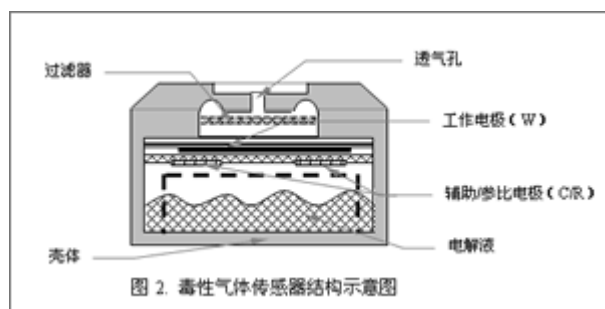 透气孔
过滤器
工作电极(W)
辅助/参比电极(C/R)
电解液
壳体
图 2. 毒性气体传感器结构示意图